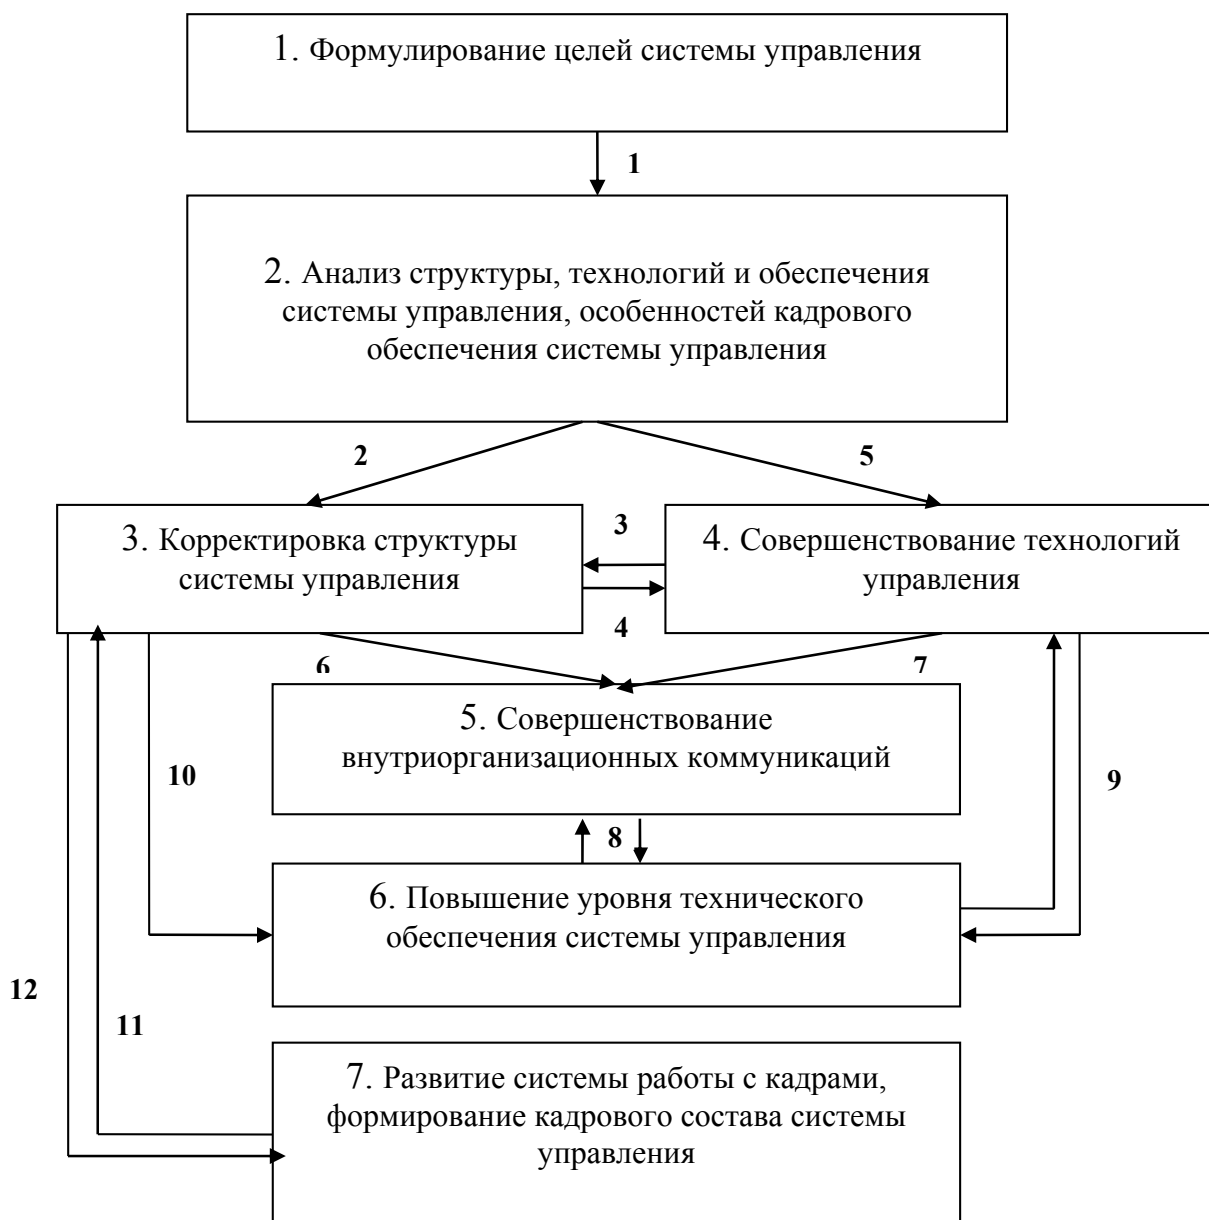 1. Формулирование целей системы управления
1
2. Анализ структуры, технологий и обеспечения
системы управления, особенностей кадрового
обеспечения системы управления
2
5
3. Корректировка структуры
системы управления
3
4. Совершенствование технологий
управления
4
6
7
5. Совершенствование
внутриорганизационных коммуникаций
10
9
8
6. Повышение уровня технического
обеспечения системы управления
12
11
7. Развитие системы работы с кадрами,
формирование кадрового состава системы
управления